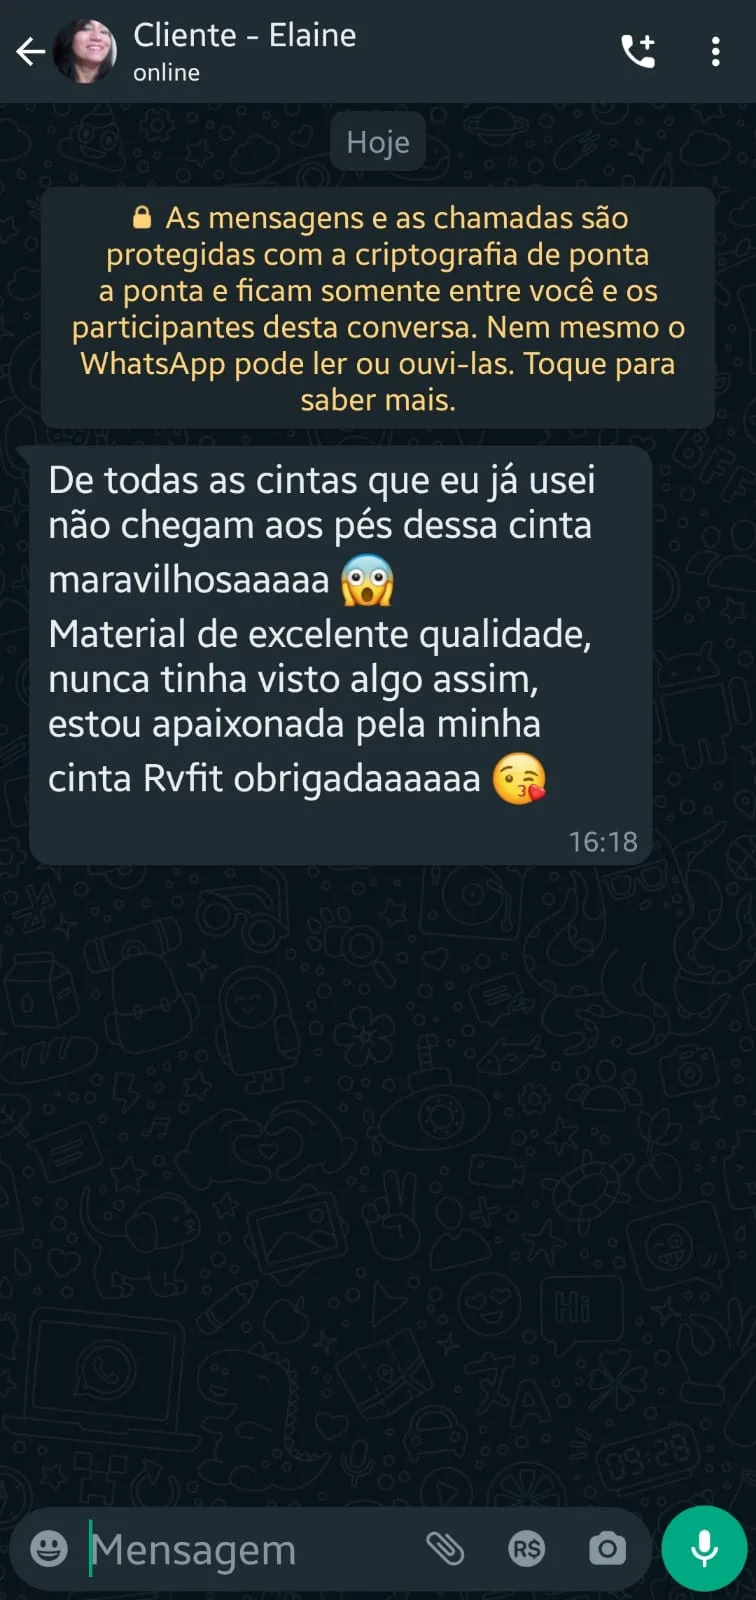 Cliente - Elaine
online
Hoje
🔒 As mensagens e as chamadas são
protegidas com a criptografia de ponta
a ponta e ficam somente entre você e os
participantes desta conversa. Nem mesmo o
WhatsApp pode ler ou ouvi-las. Toque para
saber mais.
De todas as cintas que eu já usei
não chegam aos pés dessa cinta
maravilhosaaaaa 😱
Material de excelente qualidade,
nunca tinha visto algo assim,
estou apaixonada pela minha
cinta Rvfit obrigadaaaaaa 😘
16:18
Hi
09:28
Mensagem
R$